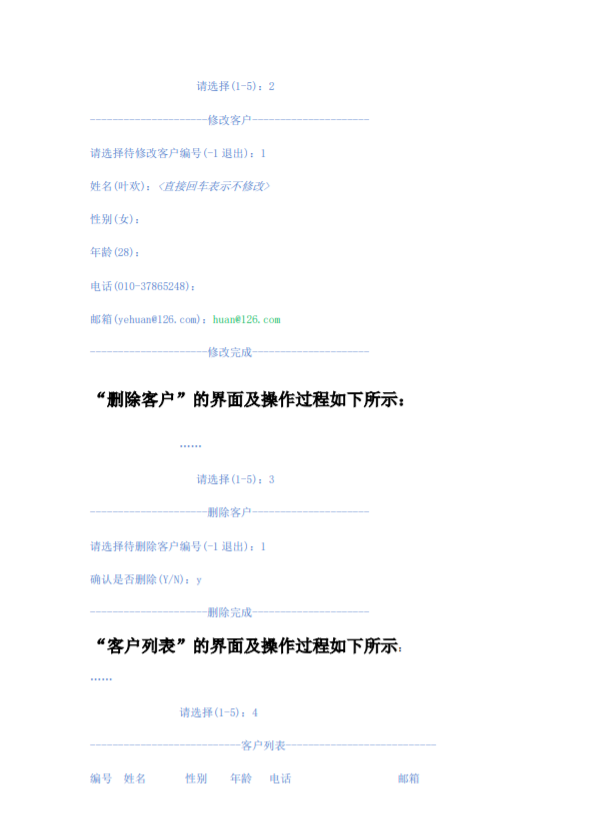 请选择(1-5)：2
---------------------修改客户---------------------
请选择待修改客户编号(-1 退出)：1
姓名(叶欢)：<直接回车表示不修改>
性别(女)：
年龄(28)：
电话(010-37865248)：
邮箱(yehuan@126.com)：huan@126.com
---------------------修改完成---------------------
“删除客户”的界面及操作过程如下所示：
……
请选择(1-5)：3
---------------------删除客户---------------------
请选择待删除客户编号(-1 退出)：1
确认是否删除(Y/N)：y
---------------------删除完成---------------------
“客户列表”的界面及操作过程如下所示：
……
请选择(1-5)：4
---------------------------客户列表---------------------------
编号 姓名 性别 年龄 电话 邮箱